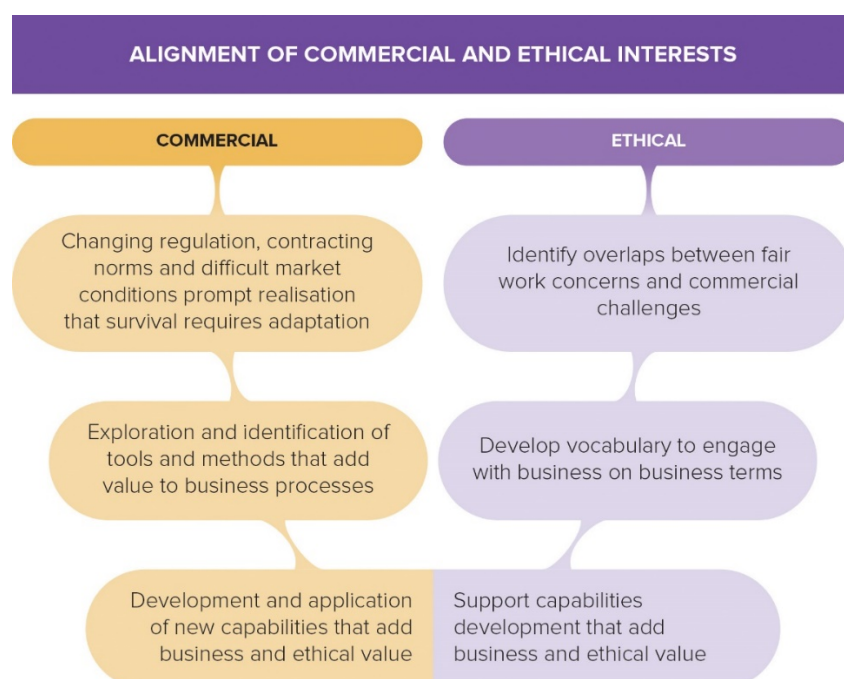 ALIGNMENT OF COMMERCIAL AND ETHICAL INTERESTS
COMMERCIAL
Changing regulation, contracting
norms and difficult market
conditions prompt realisation
that survival requires adaptation
Exploration and identification of
tools and methods that add
value to business processes
Development and application
of new capabilities that add
business and ethical value
ETHICAL
Identify overlaps between fair
work concerns and commercial
challenges
Develop vocabulary to engage
with business on business terms
Support capabilities
development that add
business and ethical value